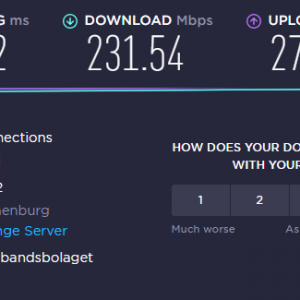 G ms
DOWNLOAD Mbps
UPLO
2
231.54
27
nections
HOW DOES YOUR DO
WITH YOUR
2
enburg
nge Server
1
2
Much worse
As
bandsbolaget